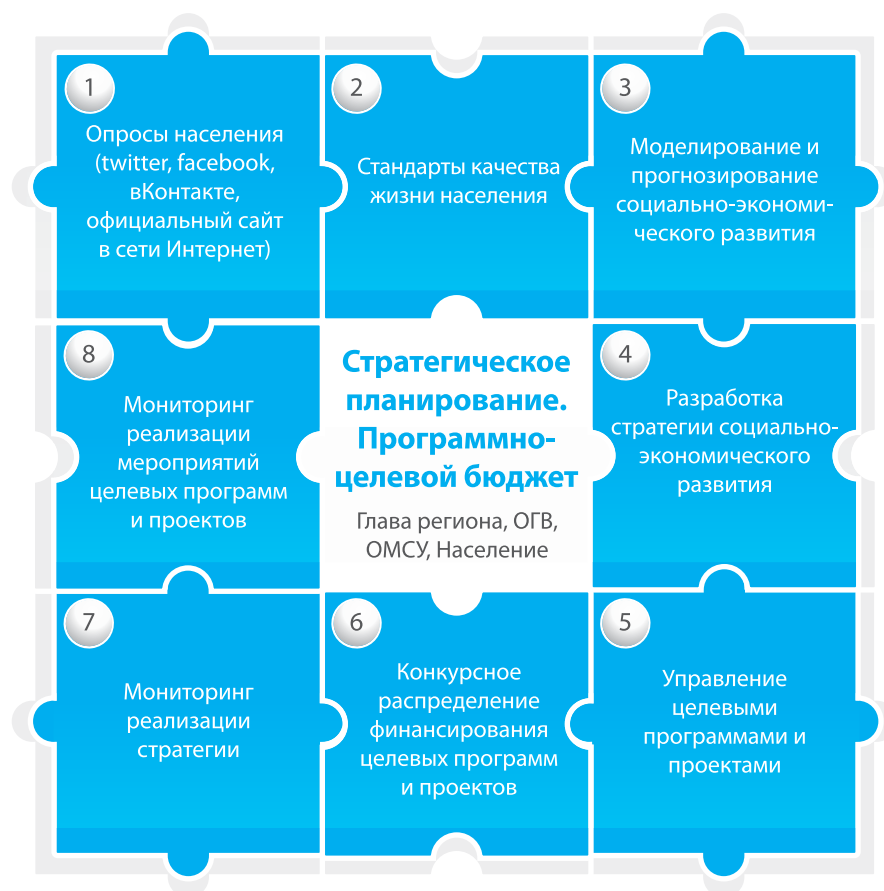 1
Опросы населения
(twitter, facebook,
вКонтакте,
официальный сайт
в сети Интернет)
2
Стандарты качества
жизни населения
3
Моделирование и
прогнозирование
социально-экономи-
ческого развития
8
Мониторинг
реализации
мероприятий
целевых программ
и проектов
Стратегическое
планирование.
Программно-
целевой бюджет
Глава региона, ОГВ,
ОМСУ, Население
4
Разработка
стратегии социально-
экономического
развития
7
Мониторинг
реализации
стратегии
6
Конкурсное
распределение
финансирования
целевых программ
и проектов
5
Управление
целевыми
программами и
проектами